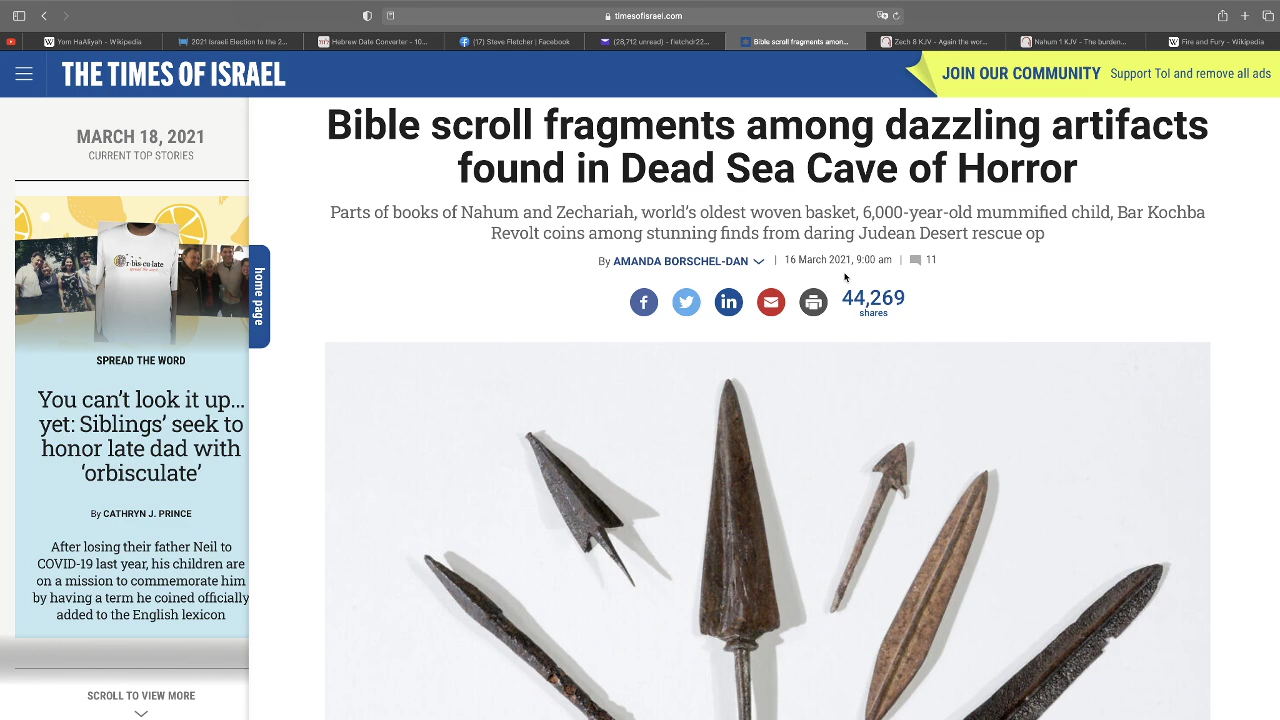 timesofisrael.com
Yom HaAliyah - Wikipedia
2021 Israeli Election to the 2...
Hebrew Date Converter - 10...
(17) Steve Fletcher | Facebook
(28,712 unread) - fletchdr22...
Bible scroll fragments amon...
Zech 8 KJV - Again the wor...
Nahum 1 KJV - The burden...
Fire and Fury - Wikipedia
THE TIMES OF ISRAEL
JOIN OUR COMMUNITY Support ToI and remove all ads
MARCH 18, 2021
CURRENT TOP STORIES
SPREAD THE WORD
You can't look it up...
yet: Siblings' seek to
honor late dad with
'orbisculate'
By CATHRYN J. PRINCE
After losing their father Neil to
COVID-19 last year, his children are
on a mission to commemorate him
by having a term he coined officially
added to the English lexicon
SCROLL TO VIEW MORE
home page
Bible scroll fragments among dazzling artifacts
found in Dead Sea Cave of Horror
Parts of books of Nahum and Zechariah, world's oldest woven basket, 6,000-year-old mummified child, Bar Kochba
Revolt coins among stunning finds from daring Judean Desert rescue op
By AMANDA BORSCHEL-DAN | 16 March 2021, 9:00 am | 11
44,269
shares